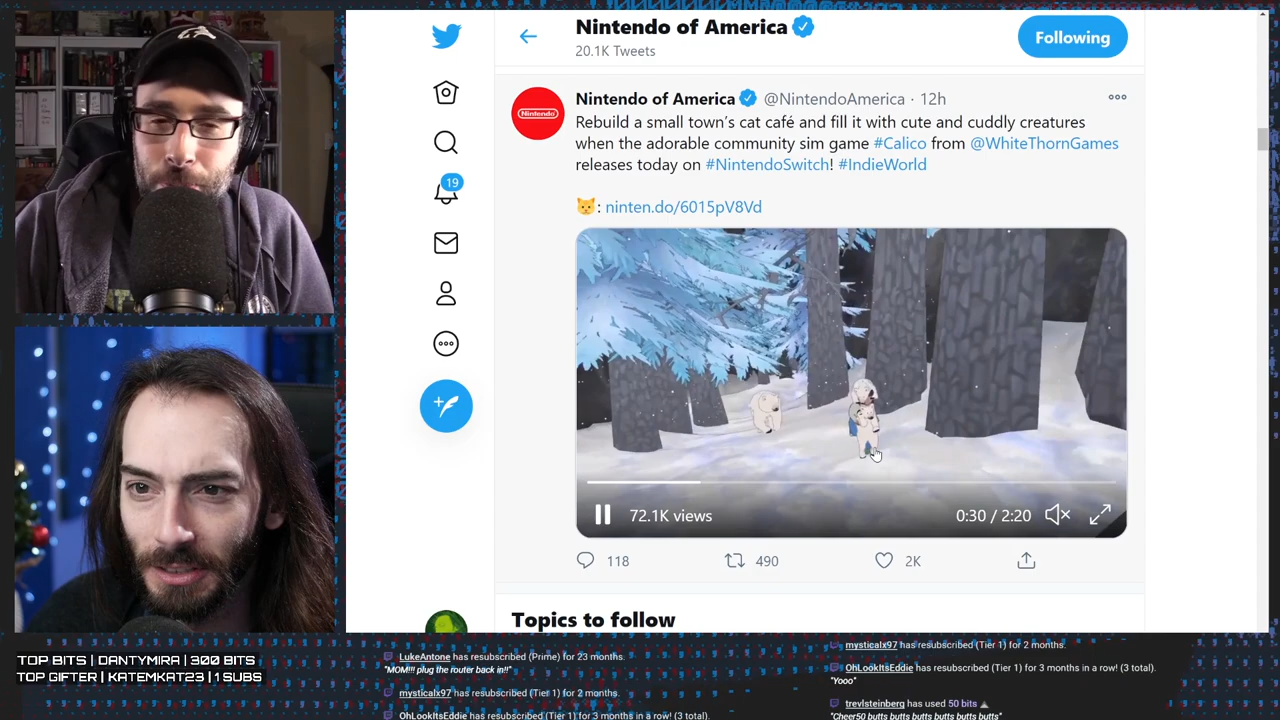 Nintendo of America
20.1K Tweets
Following
Nintendo
Nintendo of America @NintendoAmerica · 12h
Rebuild a small town's cat café and fill it with cute and cuddly creatures
when the adorable community sim game #Calico from @WhiteThornGames
releases today on #NintendoSwitch! #IndieWorld
🐱: ninten.do/6015pV8Vd
19
72.1K views
0:30 / 2:20
118
490
2K
Topics to follow
TOP BITS | DANTYMIRA | 300 BITS
TOP GIFTER | KATEMKAT23 | 1 SUBS
LukeAntone has resubscribed (Prime) for 23 months.
"MOM!!! plug the router back in!!"
mysticalx97 has resubscribed (Tier 1) for 2 months.
OhLookItsEddie has resubscribed (Tier 1) for 3 months in a row! (3 total).
mysticalx97 has resubscribed (Tier 1) for 2 months.
OhLookItsEddie has resubscribed (Tier 1) for 3 months in a row! (3 total).
"Yooo"
trevlsteinberg has used 50 bits
"Cheer50 butts butts butts butts butts butts"